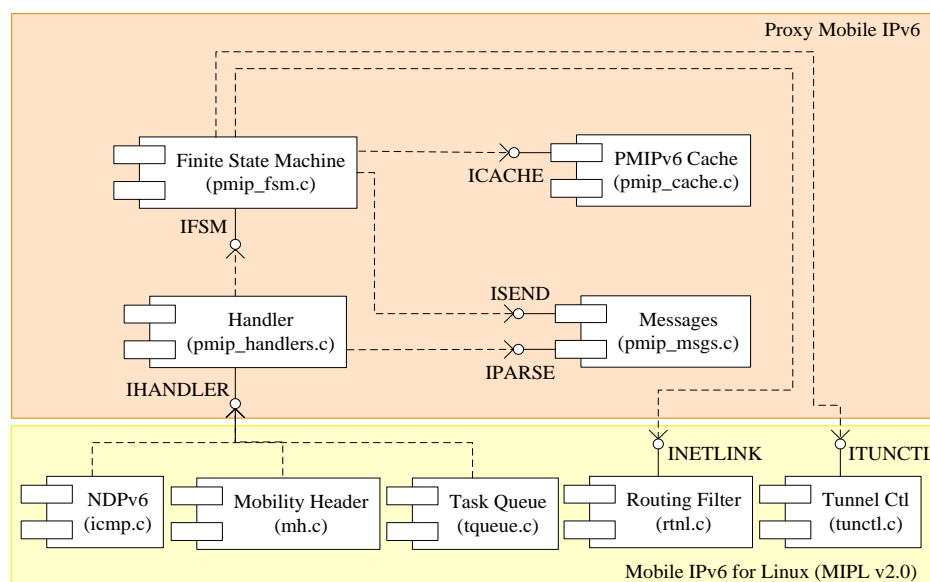 Proxy Mobile IPv6
Finite State Machine
(pmip_fsm.c)
PMIPv6 Cache
(pmip_cache.c)
ICACHE
IFSM
ISEND
Handler
(pmip_handlers.c)
Messages
(pmip_msgs.c)
IPARSE
IHANDLER
INETLINK
ITUNCTL
NDPv6
(icmp.c)
Mobility Header
(mh.c)
Task Queue
(tqueue.c)
Routing Filter
(rtnl.c)
Tunnel Ctl
(tunctl.c)
Mobile IPv6 for Linux (MIPL v2.0)